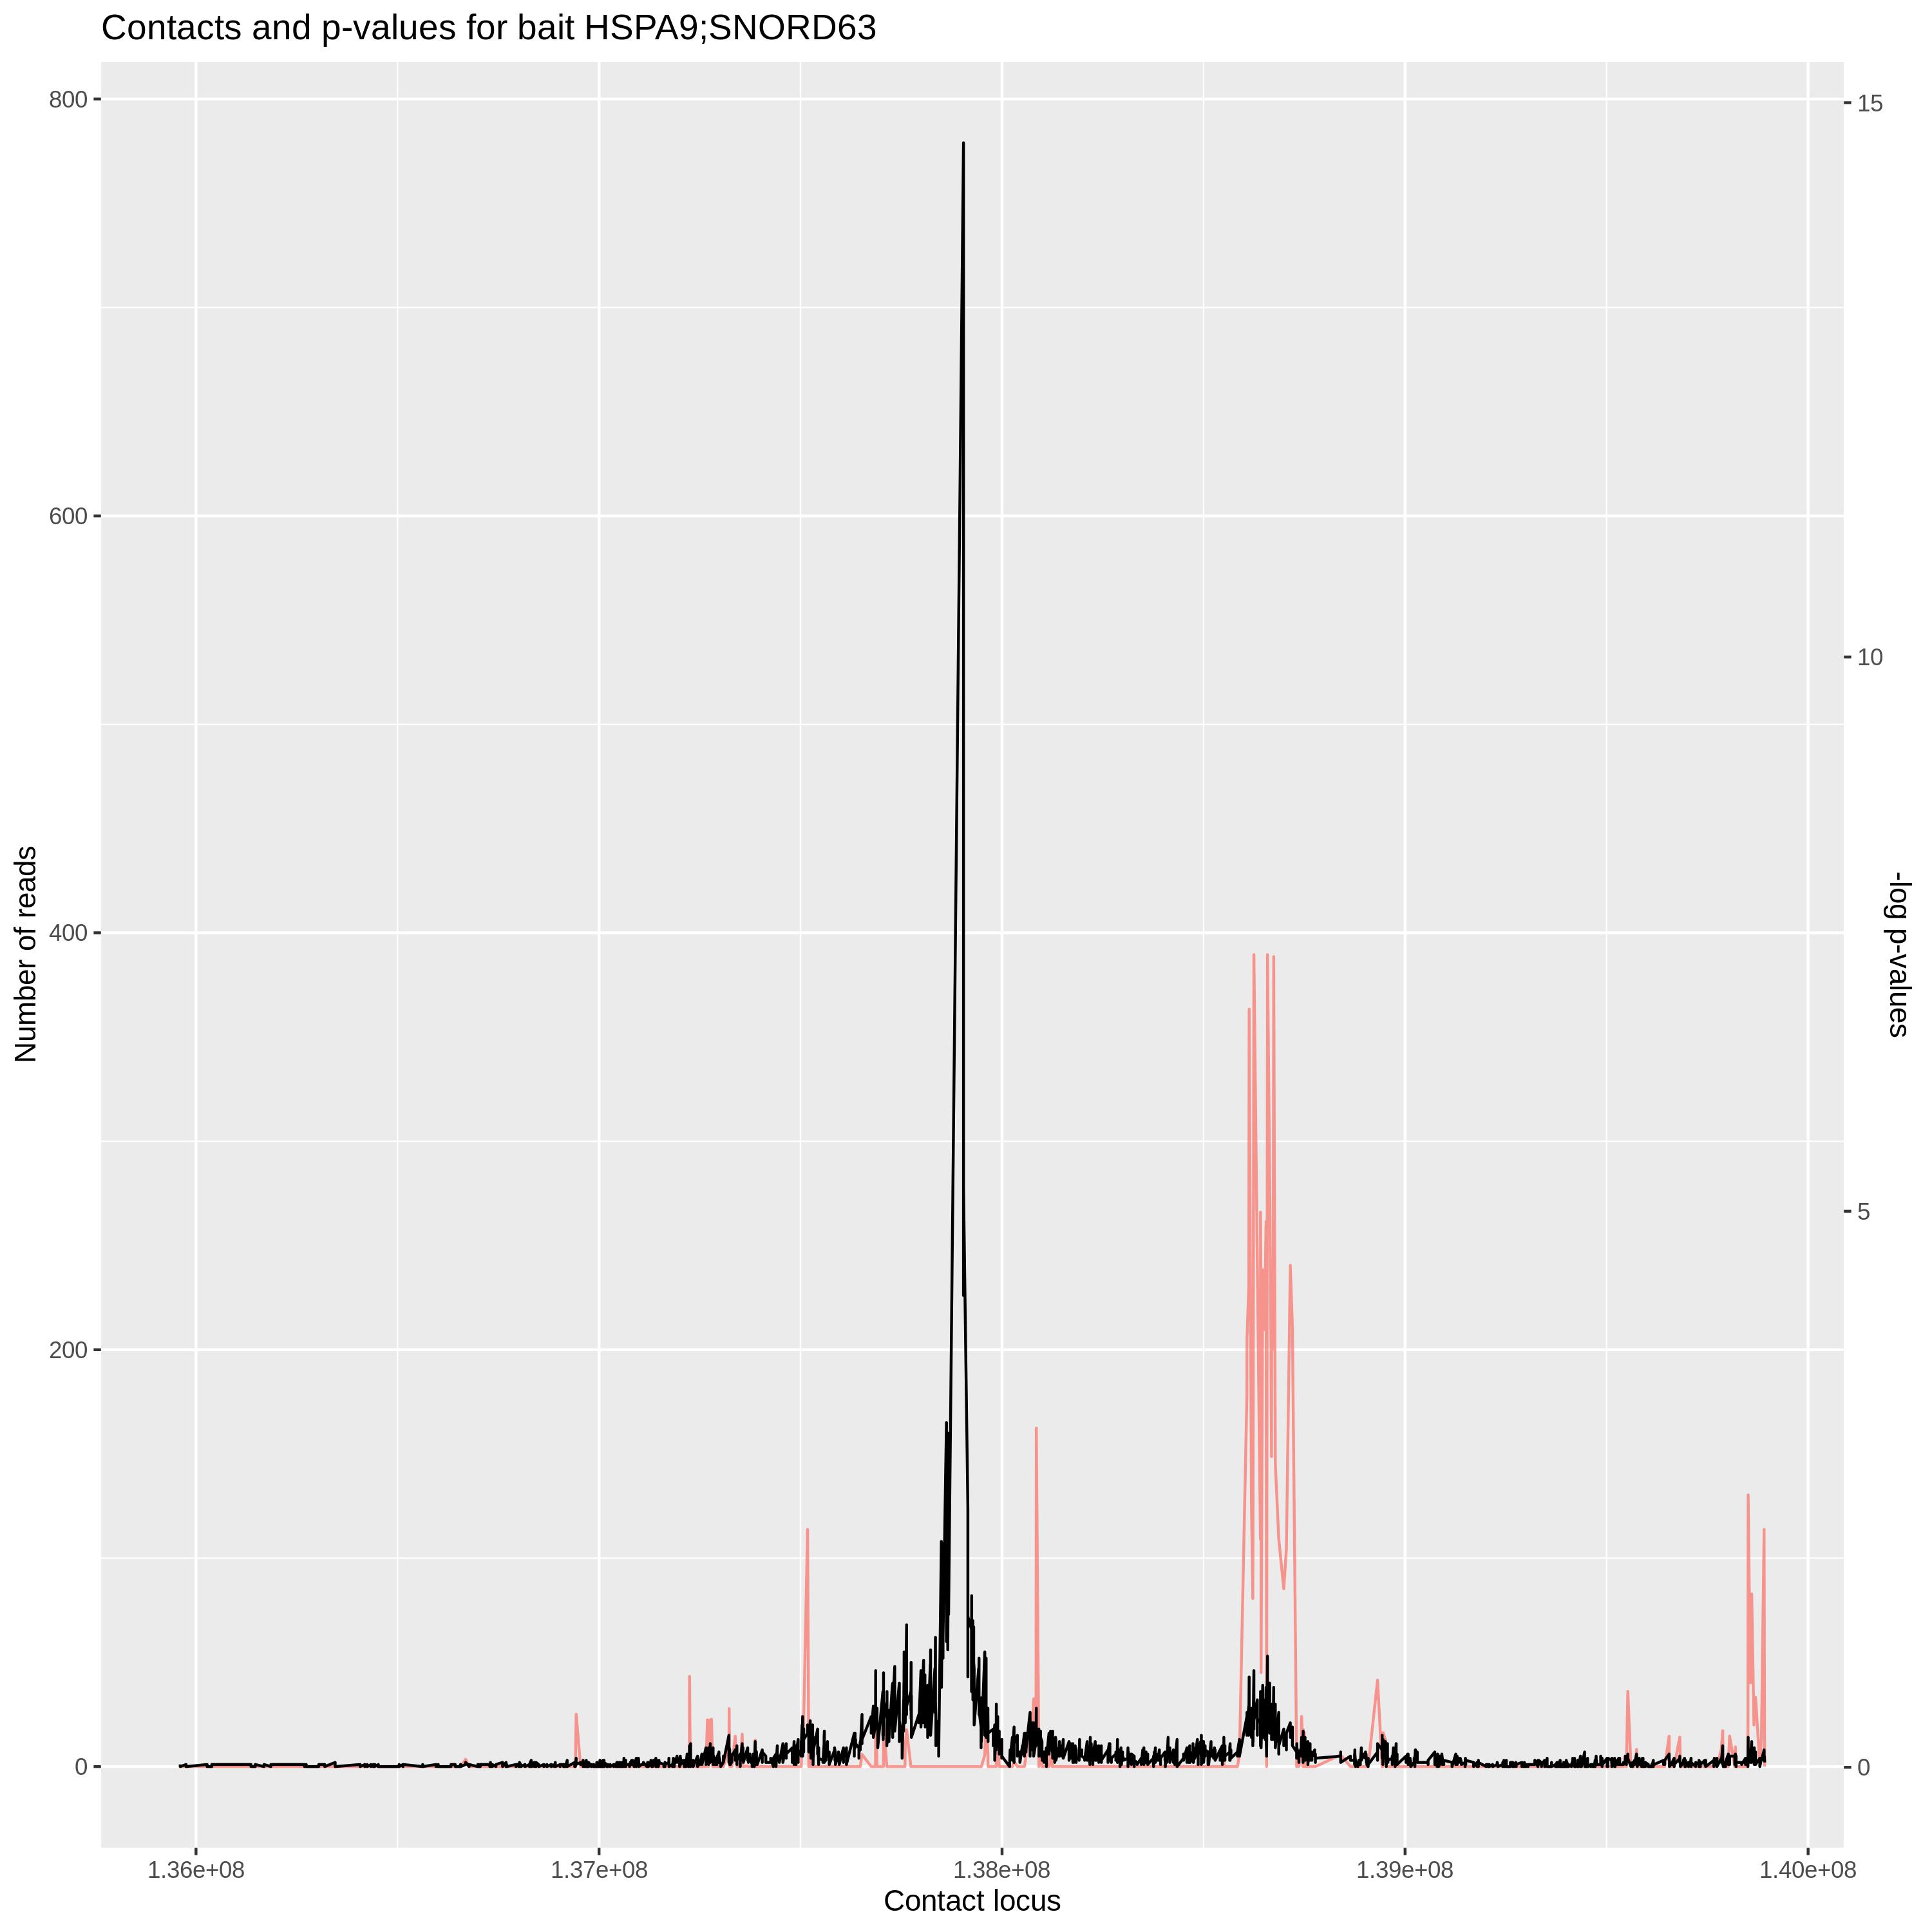 Contacts and p-values for bait HSPA9;SNORD63
800
600
400
200
0
Number of reads
15
10
5
0
-log p-values
1.36e+08
1.37e+08
1.38e+08
1.39e+08
1.40e+08
Contact locus